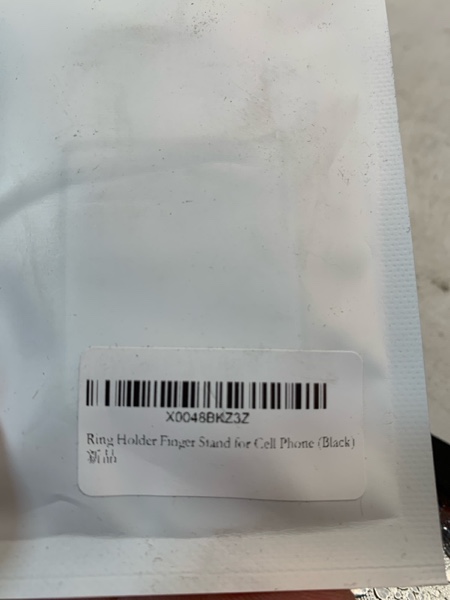 X0048BKZ3Z
Ring Holder Finger Stand for Cell Phone (Black)
新品